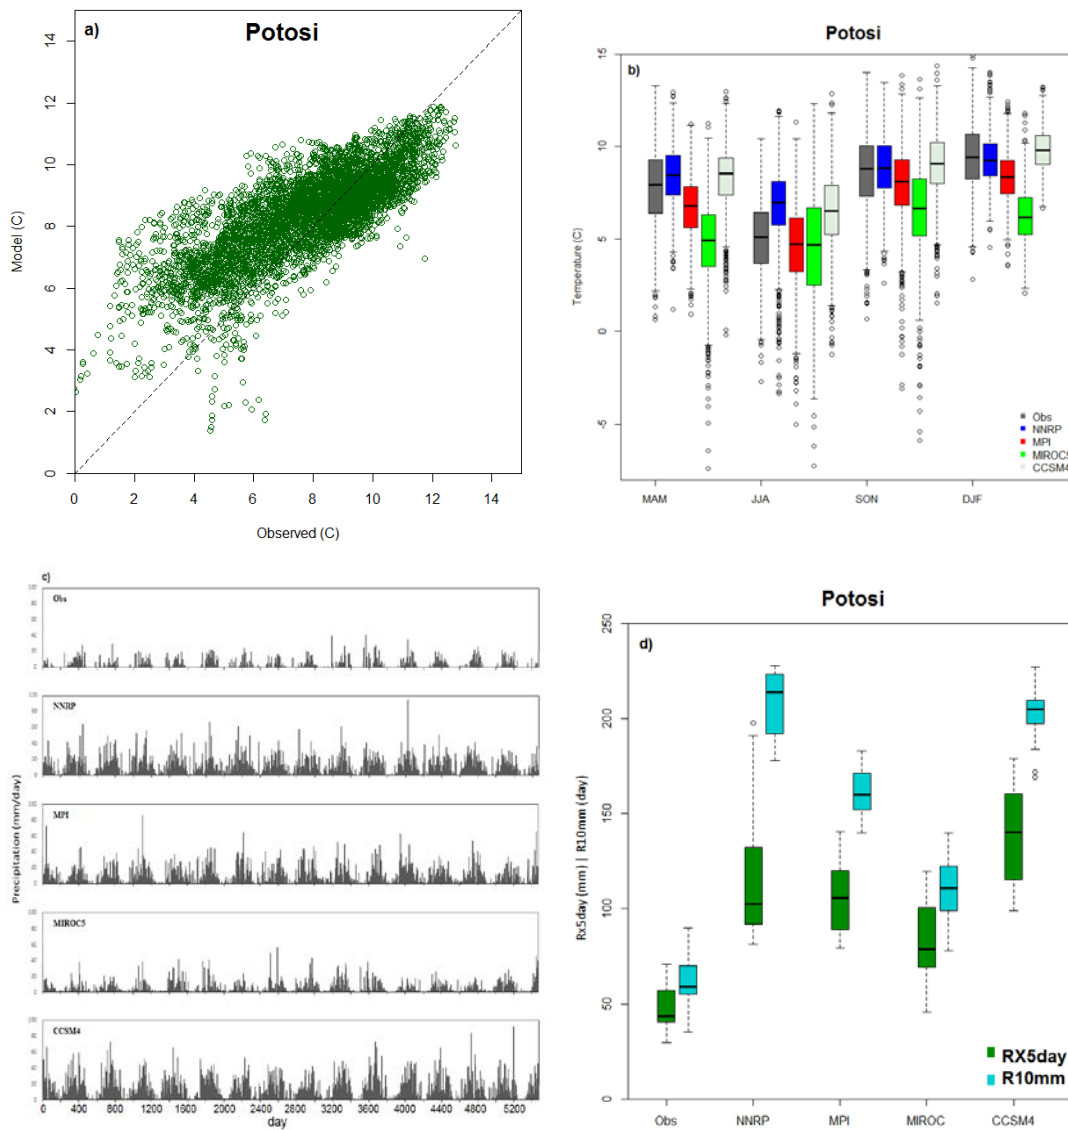 a)
Potosi
14
12
10
8
6
4
2
0
Model (C)
0 2 4 6 8 10 12 14
Observed (C)
Potosi
b)
15
10
5
0
-5
Temperature (C)
Obs
NNRP
MPI
MIROC5
CCSM4
MAM JJA SON DJF
c)
Obs
NNRP
MPI
MIROC5
CCSM4
Precipitation (mm/day)
0 400 800 1200 1600 2000 2400 2800 3200 3600 4000 4400 4800 5200
day
Potosi
d)
250
200
150
100
50
0
Rx5day (mm) | R10mm (day)
RX5day
R10mm
Obs NNRP MPI MIROC CCSM4